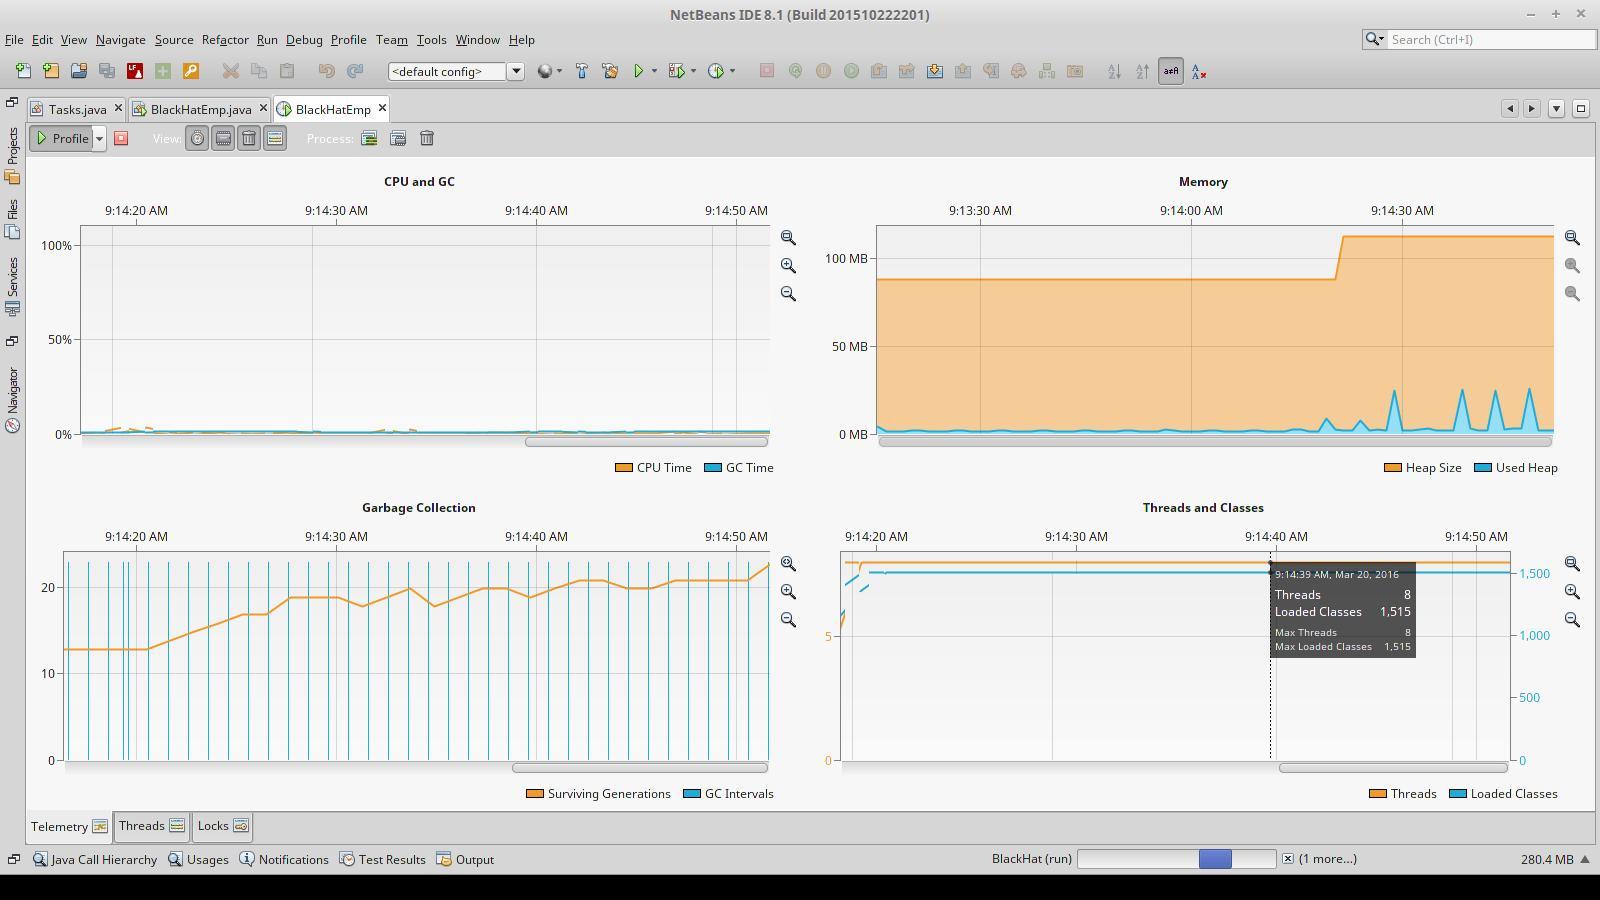 NetBeans IDE 8.1 (Build 201510222201)
File Edit View Navigate Source Refactor Run Debug Profile Team Tools Window Help
Search (Ctrl+I)
LF
<default config>
Tasks.java
BlackHatEmp.java
BlackHatEmp
Profile
View:
Process:
Projects
Files
Services
Navigator
CPU and GC
9:14:20 AM 9:14:30 AM 9:14:40 AM 9:14:50 AM
100%
50%
0%
CPU Time GC Time
Memory
9:13:30 AM 9:14:00 AM 9:14:30 AM
100 MB
50 MB
0 MB
Heap Size Used Heap
Garbage Collection
9:14:20 AM 9:14:30 AM 9:14:40 AM 9:14:50 AM
20
10
0
Surviving Generations GC Intervals
Threads and Classes
9:14:20 AM 9:14:30 AM 9:14:40 AM 9:14:50 AM
5
0
1,500
1,000
500
0
9:14:39 AM, Mar 20, 2016
Threads 8
Loaded Classes 1,515
Max Threads 8
Max Loaded Classes 1,515
Threads Loaded Classes
Telemetry Threads Locks
Java Call Hierarchy Usages Notifications Test Results Output
BlackHat (run)
(1 more...)
280.4 MB